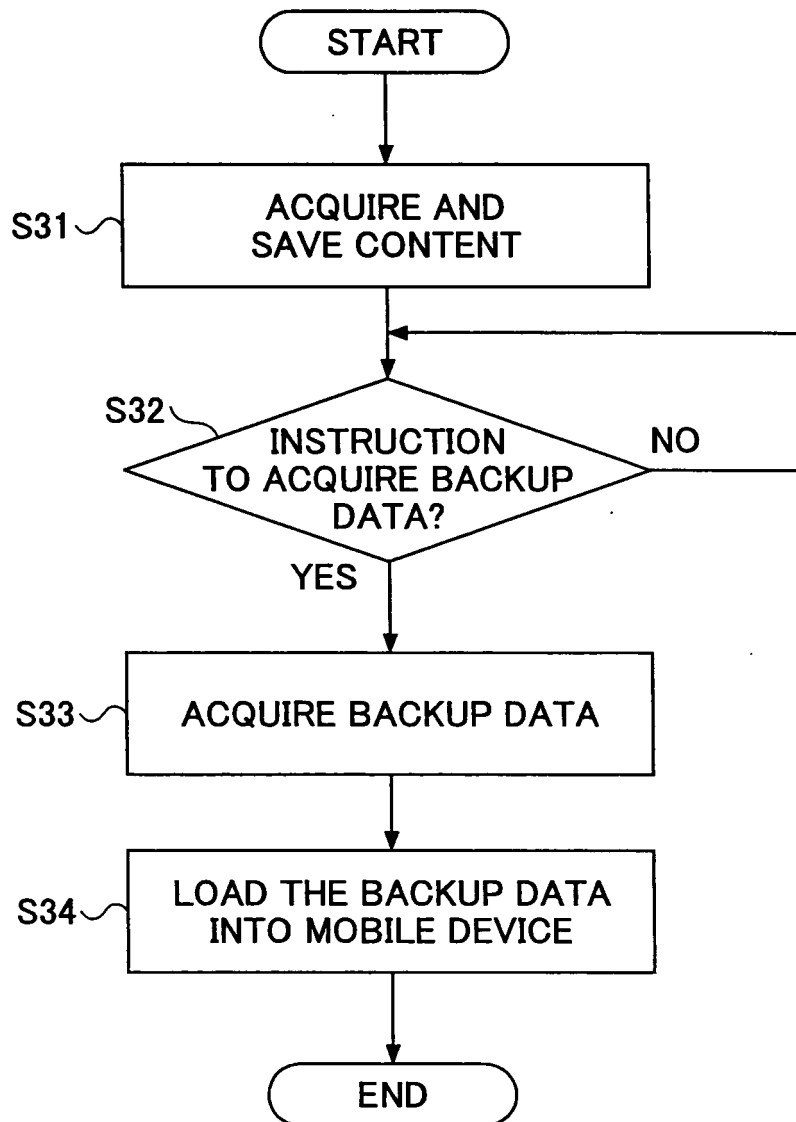 START
S31
ACQUIRE AND
SAVE CONTENT
S32
INSTRUCTION
TO ACQUIRE BACKUP
DATA?
NO
YES
S33
ACQUIRE BACKUP DATA
S34
LOAD THE BACKUP DATA
INTO MOBILE DEVICE
END